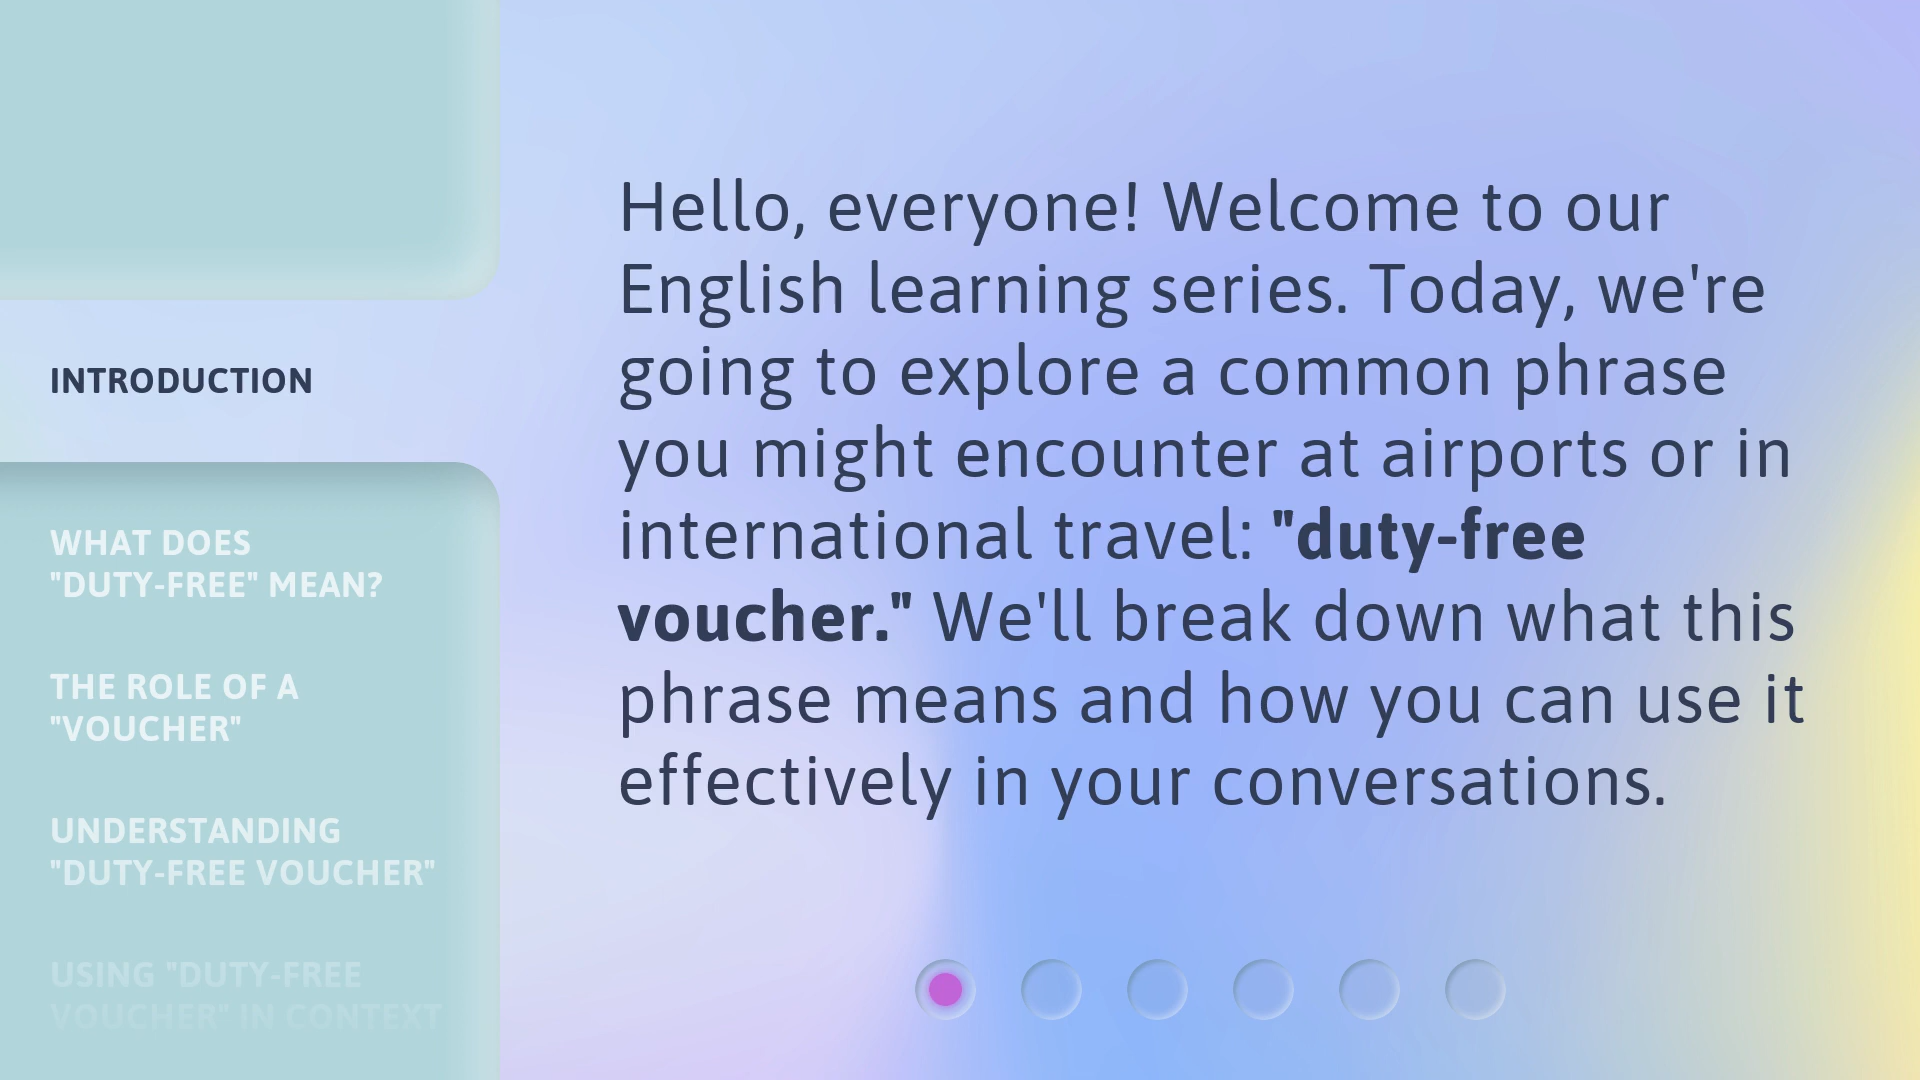 INTRODUCTION
WHAT DOES
"DUTY-FREE" MEAN?
THE ROLE OF A
"VOUCHER"
UNDERSTANDING
"DUTY-FREE VOUCHER"
USING "DUTY-FREE
VOUCHER" IN CONTEXT
Hello, everyone! Welcome to our
English learning series. Today, we're
going to explore a common phrase
you might encounter at airports or in
international travel: "duty-free
voucher." We'll break down what this
phrase means and how you can use it
effectively in your conversations.